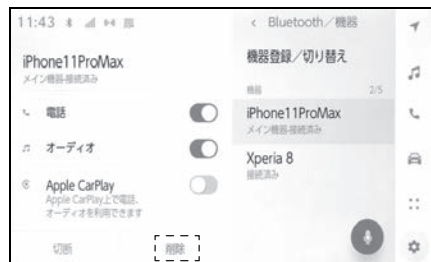 11:43
iPhone11ProMax
メイン機器-接続済み
電話
オーディオ
Apple CarPlay
Apple CarPlay上で電話、
オーディオを利用できます
切断
削除
< Bluetooth／機器
機器登録／切り替え
機器 2/5
iPhone11ProMax
メイン機器-接続済み
Xperia 8
接続済み